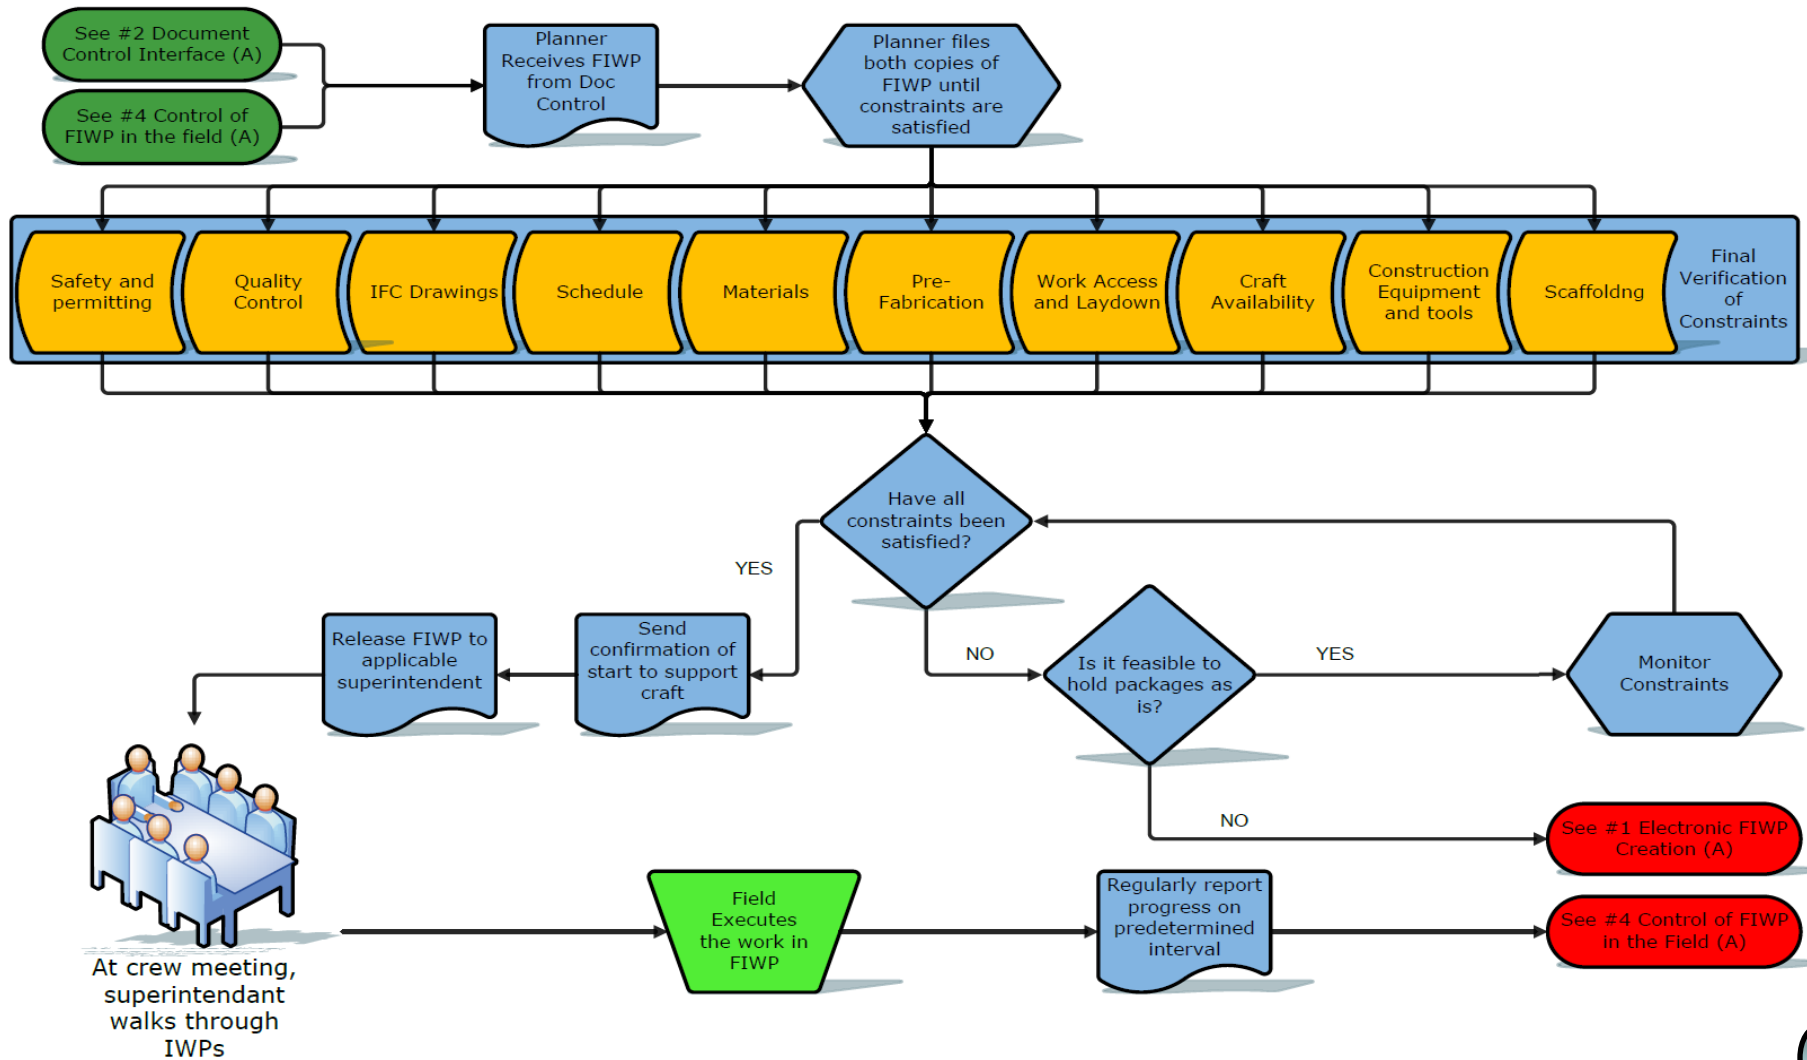 See #2 Document
Control Interface (A)
See #4 Control of
FIWP in the field (A)
Planner
Receives FIWP
from Doc
Control
Planner files
both copies of
FIWP until
constraints are
satisfied
Safety and
permitting
Quality
Control
IFC Drawings
Schedule
Materials
Pre-
Fabrication
Work Access
and Laydown
Craft
Availability
Construction
Equipment
and tools
Scaffoldng
Final
Verification
of
Constraints
Have all
constraints been
satisfied?
YES
NO
Release FIWP to
applicable
superintendent
Send
confirmation of
start to support
craft
Is it feasible to
hold packages as
is?
YES
Monitor
Constraints
NO
See #1 Electronic FIWP
Creation (A)
At crew meeting,
superintendant
walks through
IWPs
Field
Executes
the work in
FIWP
Regularly report
progress on
predetermined
interval
See #4 Control of FIWP
in the Field (A)